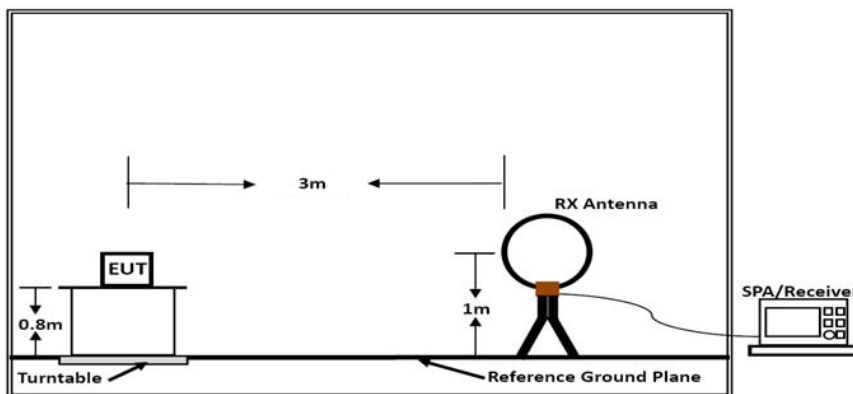 3m
RX Antenna
EUT
1m
0.8m
SPA/Receiver
Turntable
Reference Ground Plane